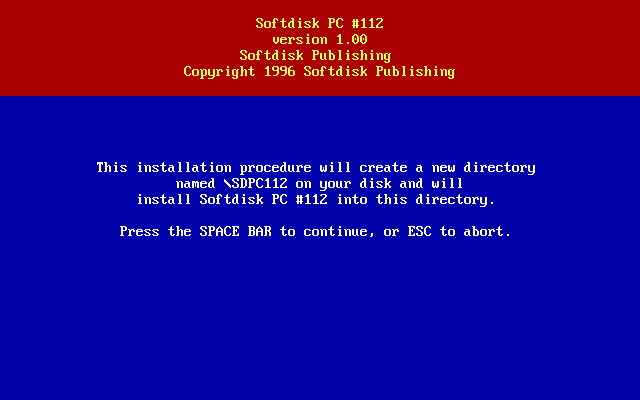 Softdisk PC #112
version 1.00
Softdisk Publishing
Copyright 1996 Softdisk Publishing
This installation procedure will create a new directory
named \SDPC112 on your disk and will
install Softdisk PC #112 into this directory.
Press the SPACE BAR to continue, or ESC to abort.